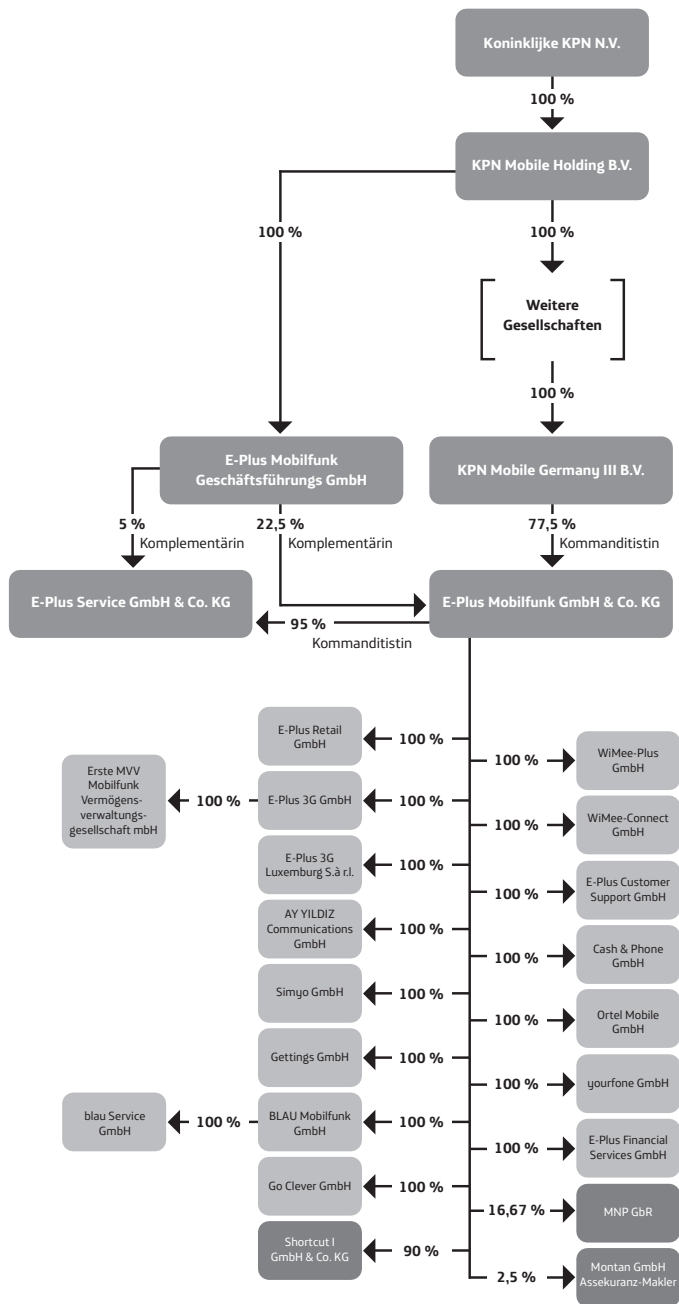 Koninklijke KPN N.V.
100 %
KPN Mobile Holding B.V.
100 %
100 %
Weitere
Gesellschaften
100 %
E-Plus Mobilfunk
Geschäftsführungs GmbH
KPN Mobile Germany III B.V.
5 %
Komplementärin
22,5 %
Komplementärin
77,5 %
Kommanditistin
E-Plus Service GmbH & Co. KG
E-Plus Mobilfunk GmbH & Co. KG
95 %
Kommanditistin
E-Plus Retail
GmbH
100 %
100 %
WiMee-Plus
GmbH
Erste MVV
Mobilfunk
Vermögens-
verwaltungs-
gesellschaft mbH
100 %
E-Plus 3G GmbH
100 %
100 %
WiMee-Connect
GmbH
E-Plus 3G
Luxemburg S.à r.l.
100 %
100 %
E-Plus Customer
Support GmbH
AY YILDIZ
Communications
GmbH
100 %
100 %
Cash & Phone
GmbH
Simyo GmbH
100 %
100 %
Ortel Mobile
GmbH
Gettings GmbH
100 %
100 %
yourfone GmbH
blau Service
GmbH
100 %
BLAU Mobilfunk
GmbH
100 %
100 %
E-Plus Financial
Services GmbH
Go Clever GmbH
100 %
16,67 %
MNP GbR
Shortcut I
GmbH & Co. KG
90 %
2,5 %
Montan GmbH
Assekuranz-Makler